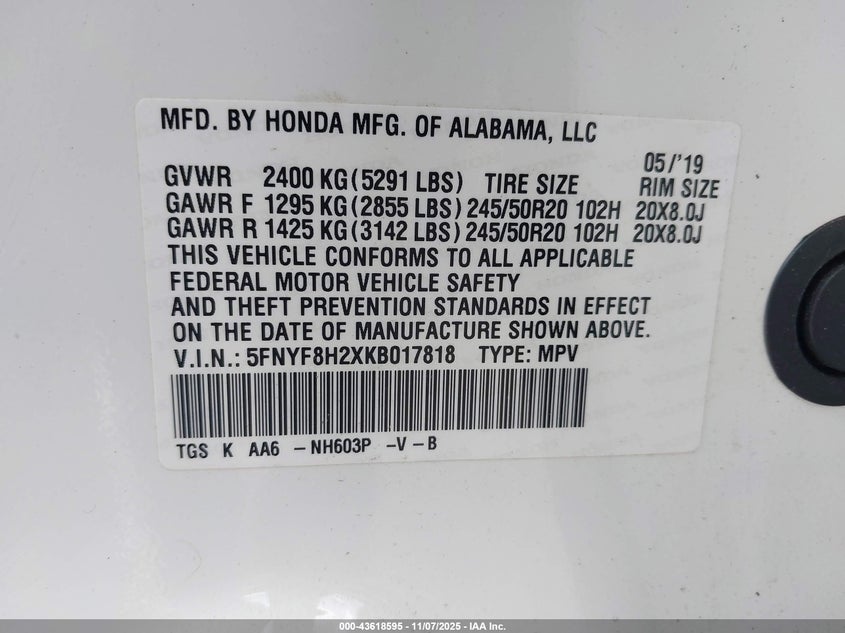 MFD. BY HONDA MFG. OF ALABAMA, LLC
05/'19
GVWR 2400 KG(5291 LBS) TIRE SIZE RIM SIZE
GAWR F 1295 KG(2855 LBS)245/50R20 102H 20X8.0J
GAWR R 1425 KG(3142 LBS)245/50R20 102H 20X8.0J
THIS VEHICLE CONFORMS TO ALL APPLICABLE
FEDERAL MOTOR VEHICLE SAFETY
AND THEFT PREVENTION STANDARDS IN EFFECT
ON THE DATE OF MANUFACTURE SHOWN ABOVE.
V.I.N.: 5FNYF8H2XKB017818 TYPE: MPV
TGS K AA6 -NH603P -V-B
000-43618595 - 11/07/2025 - IAA Inc.